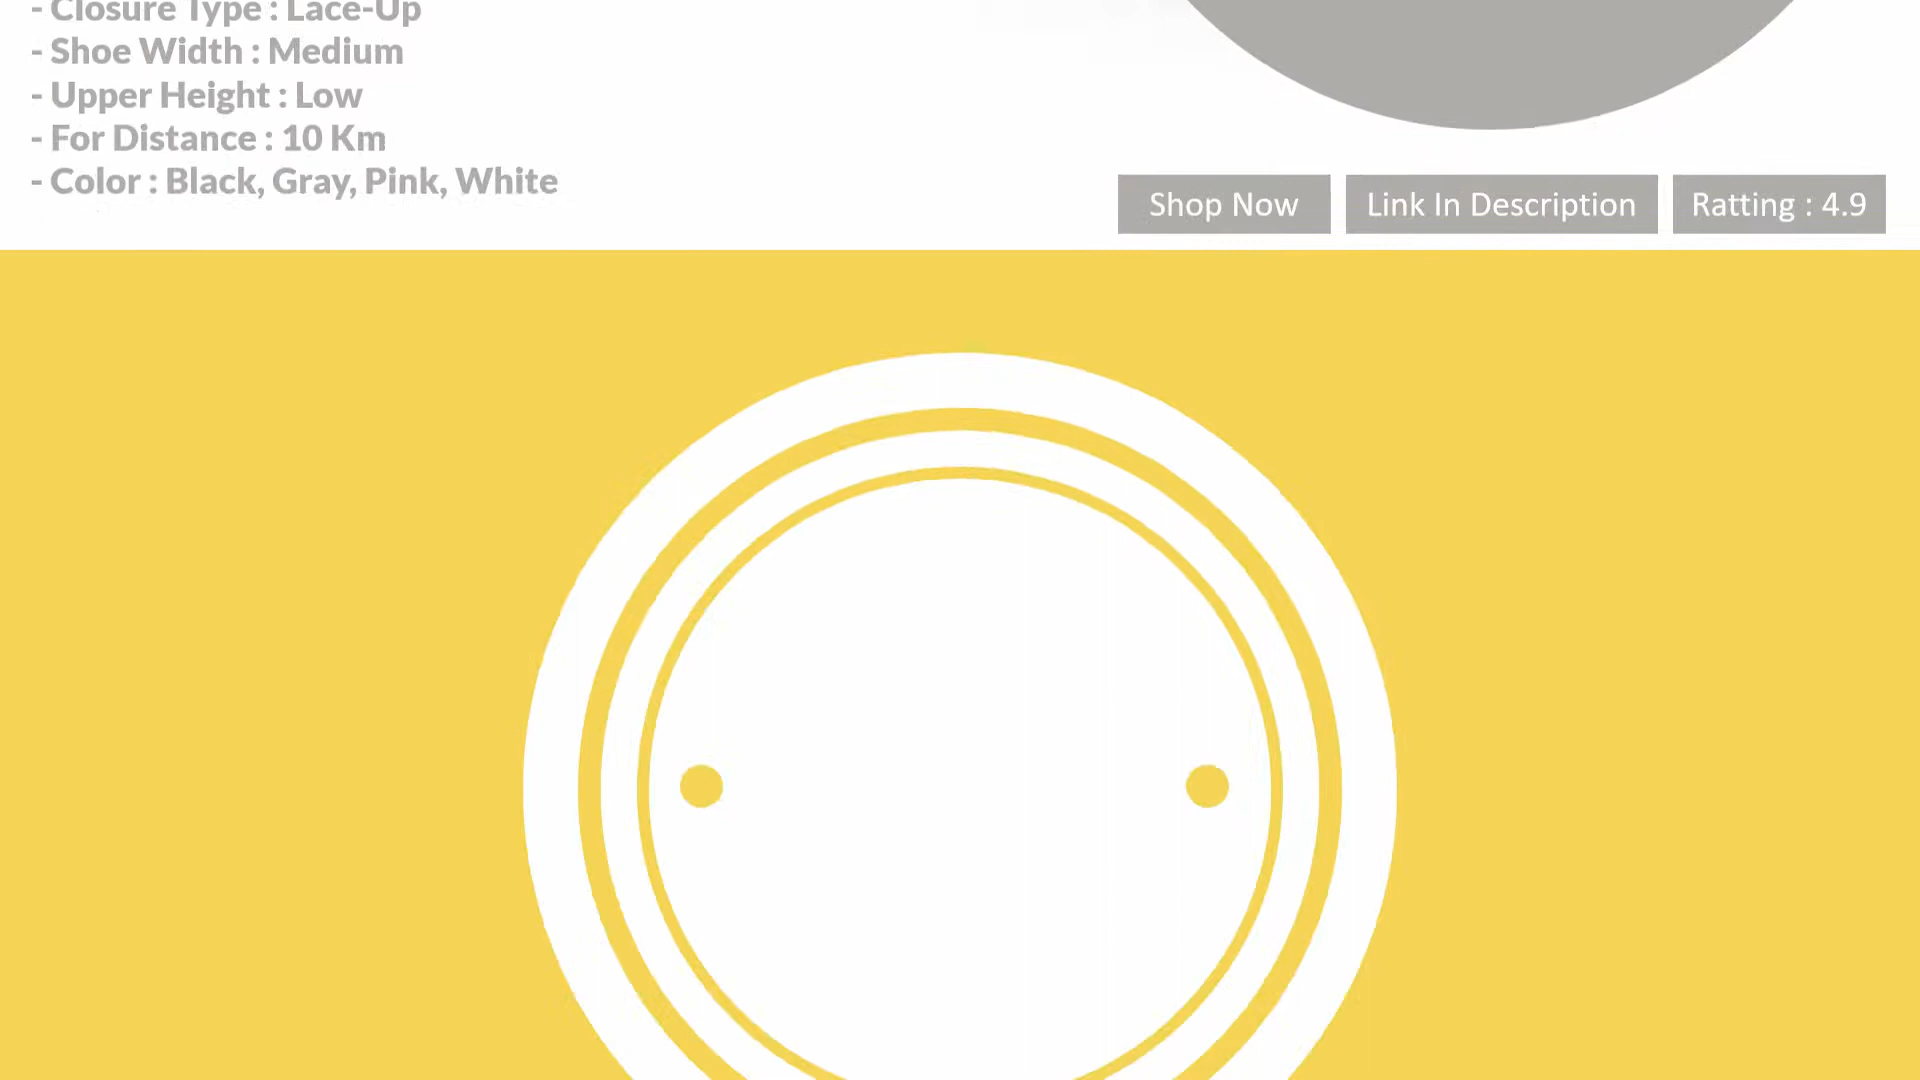 - Closure Type : Lace-Up
- Shoe Width : Medium
- Upper Height : Low
- For Distance : 10 Km
- Color : Black, Gray, Pink, White
Shop Now
Link In Description
Ratting : 4.9